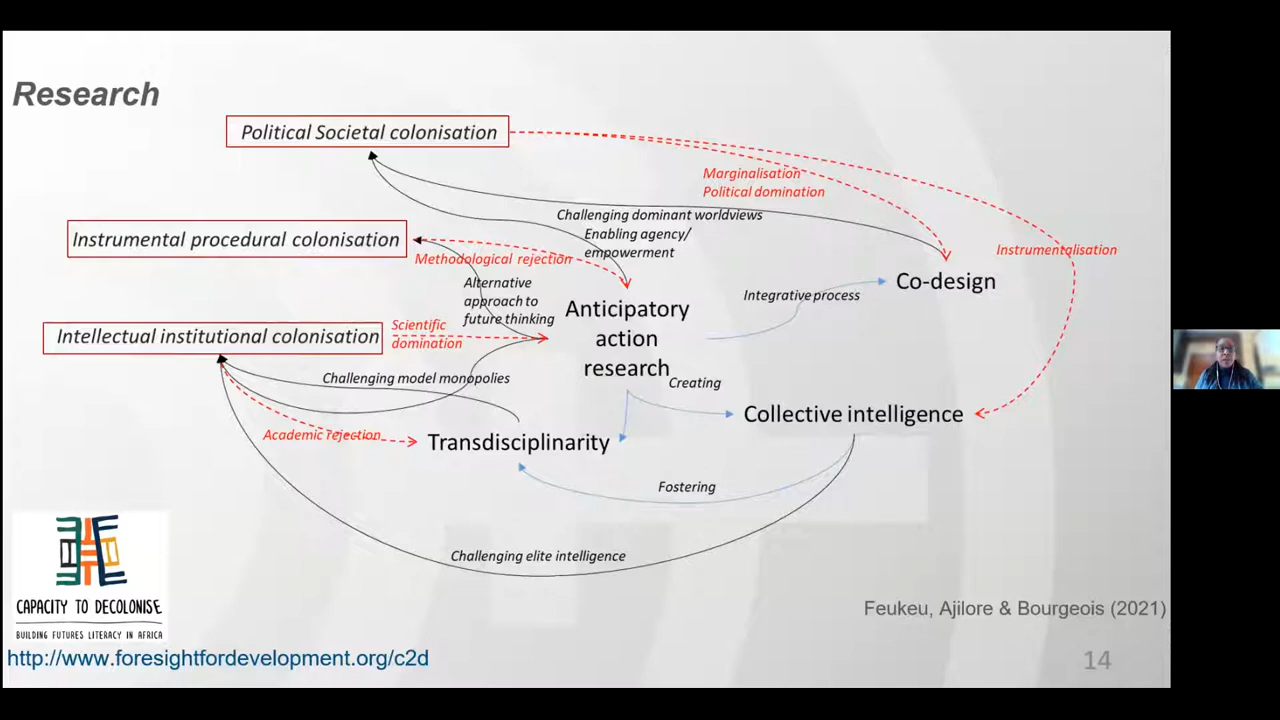 Research
Political Societal colonisation
Marginalisation
Political domination
Challenging dominant worldviews
Enabling agency/
empowerment
Instrumental procedural colonisation
Methodological rejection
Instrumentalisation
Alternative
approach to
future thinking
Co-design
Integrative process
Anticipatory
action
research
Intellectual institutional colonisation
Scientific
domination
Challenging model monopolies
Creating
Collective intelligence
Academic rejection
Transdisciplinarity
Fostering
Challenging elite intelligence
CAPACITY TO DECOLONISE
BUILDING FUTURES LITERACY IN AFRICA
Feukeu, Ajilore & Bourgeois (2021)
http://www.foresightfordevelopment.org/c2d
14